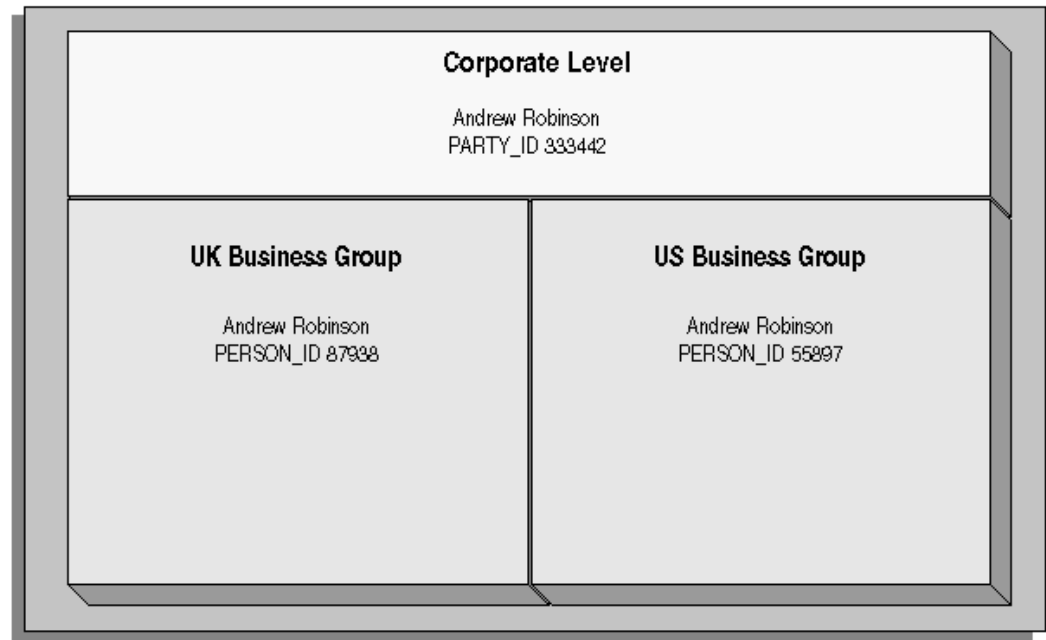 Corporate Level
Andrew Robinson
PARTY_ID 333442
UK Business Group
Andrew Robinson
PERSON_ID 87938
US Business Group
Andrew Robinson
PERSON_ID 55897